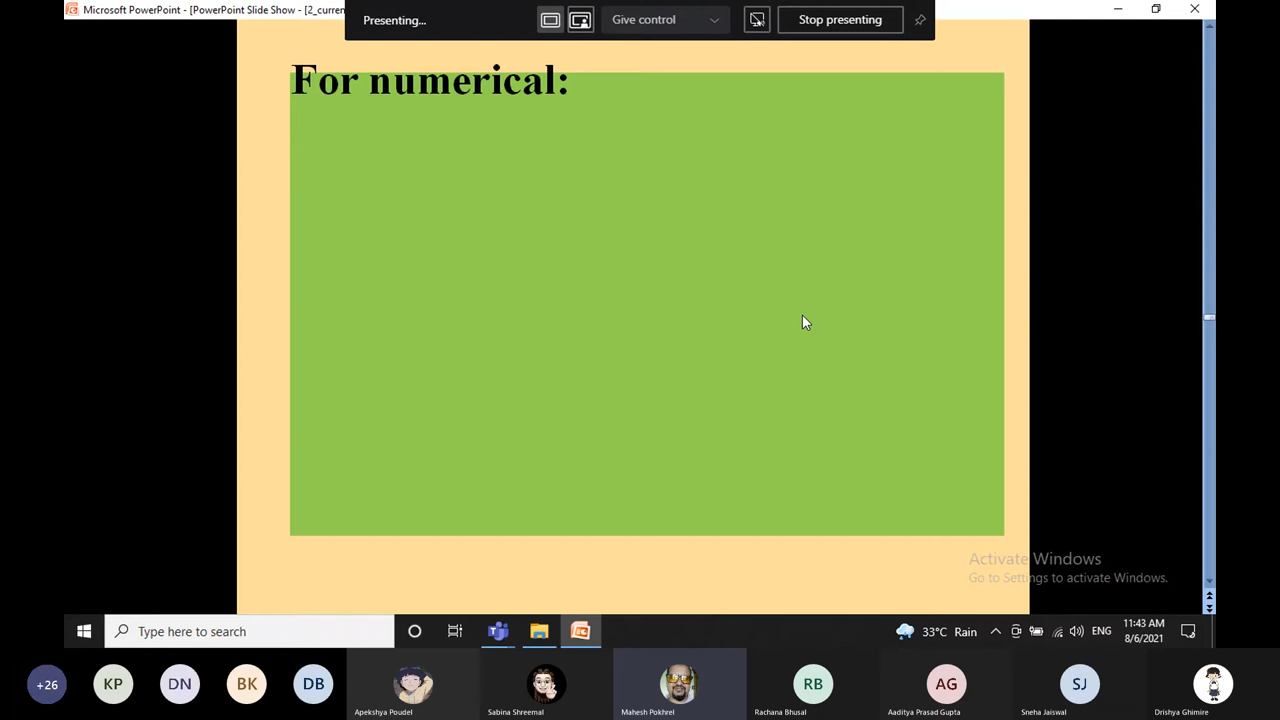 Microsoft PowerPoint - [PowerPoint Slide Show - [2_curren
Presenting...
Give control
Stop presenting
For numerical:
Activate Windows
Go to Settings to activate Windows.
Type here to search
33°C Rain
ENG
11:43 AM
8/6/2021
+26
KP
DN
BK
DB
RB
AG
SJ
Apekshya Poudel
Sabina Shreemal
Mahesh Pokhrel
Rachana Bhusal
Aaditya Prasad Gupta
Sneha Jaiswal
Drishya Ghimire